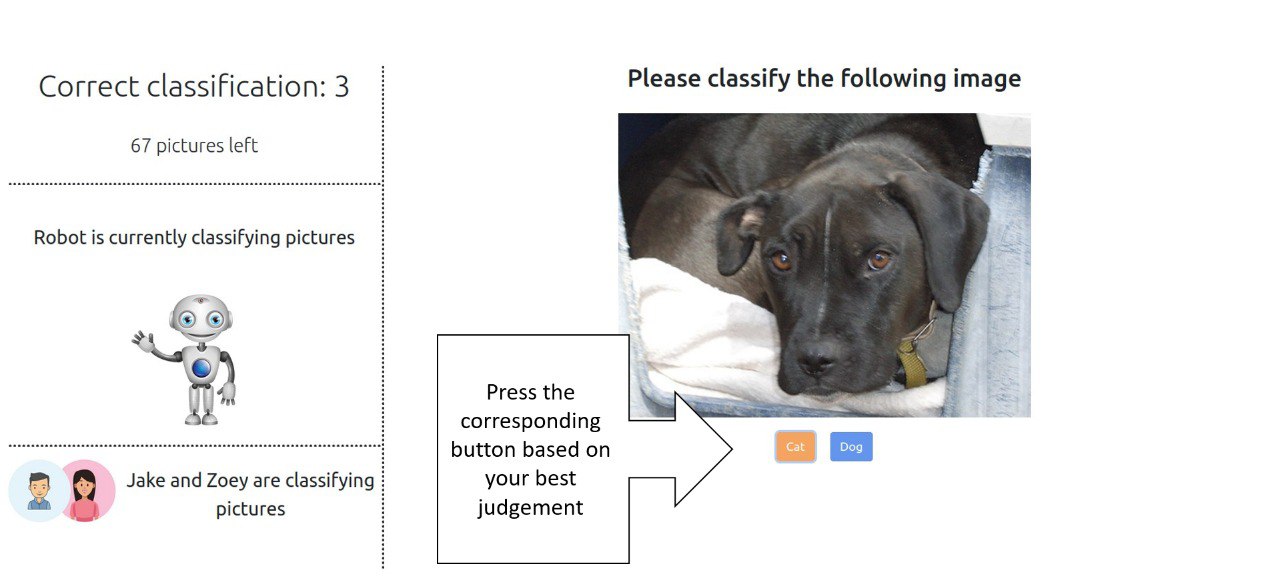 Correct classification: 3
67 pictures left
Robot is currently classifying pictures
Jake and Zoey are classifying
pictures
Please classify the following image
Press the
corresponding
button based on
your best
judgement
Cat
Dog